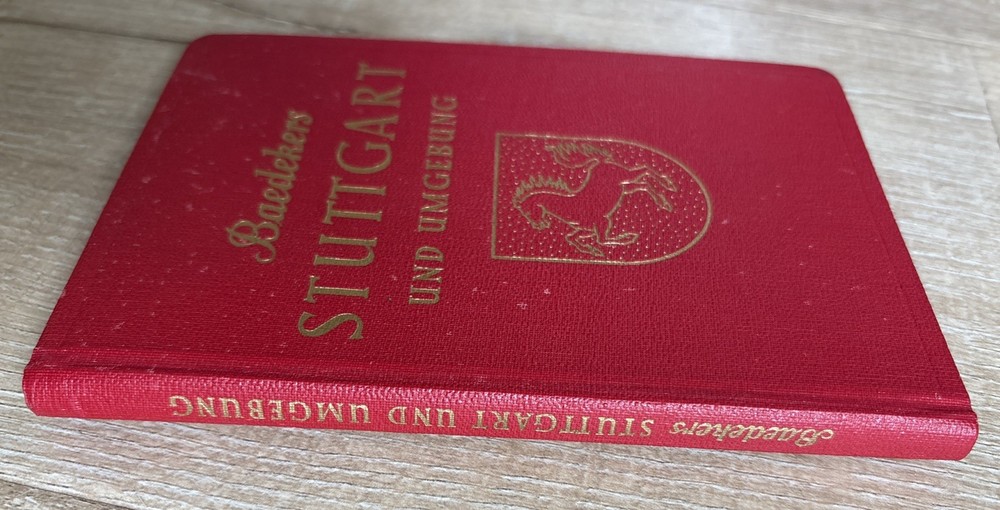 Baedekers
STUTTGART
UND UMGEBUNG
Baedekers STUTTGART UND UMGEBUNG